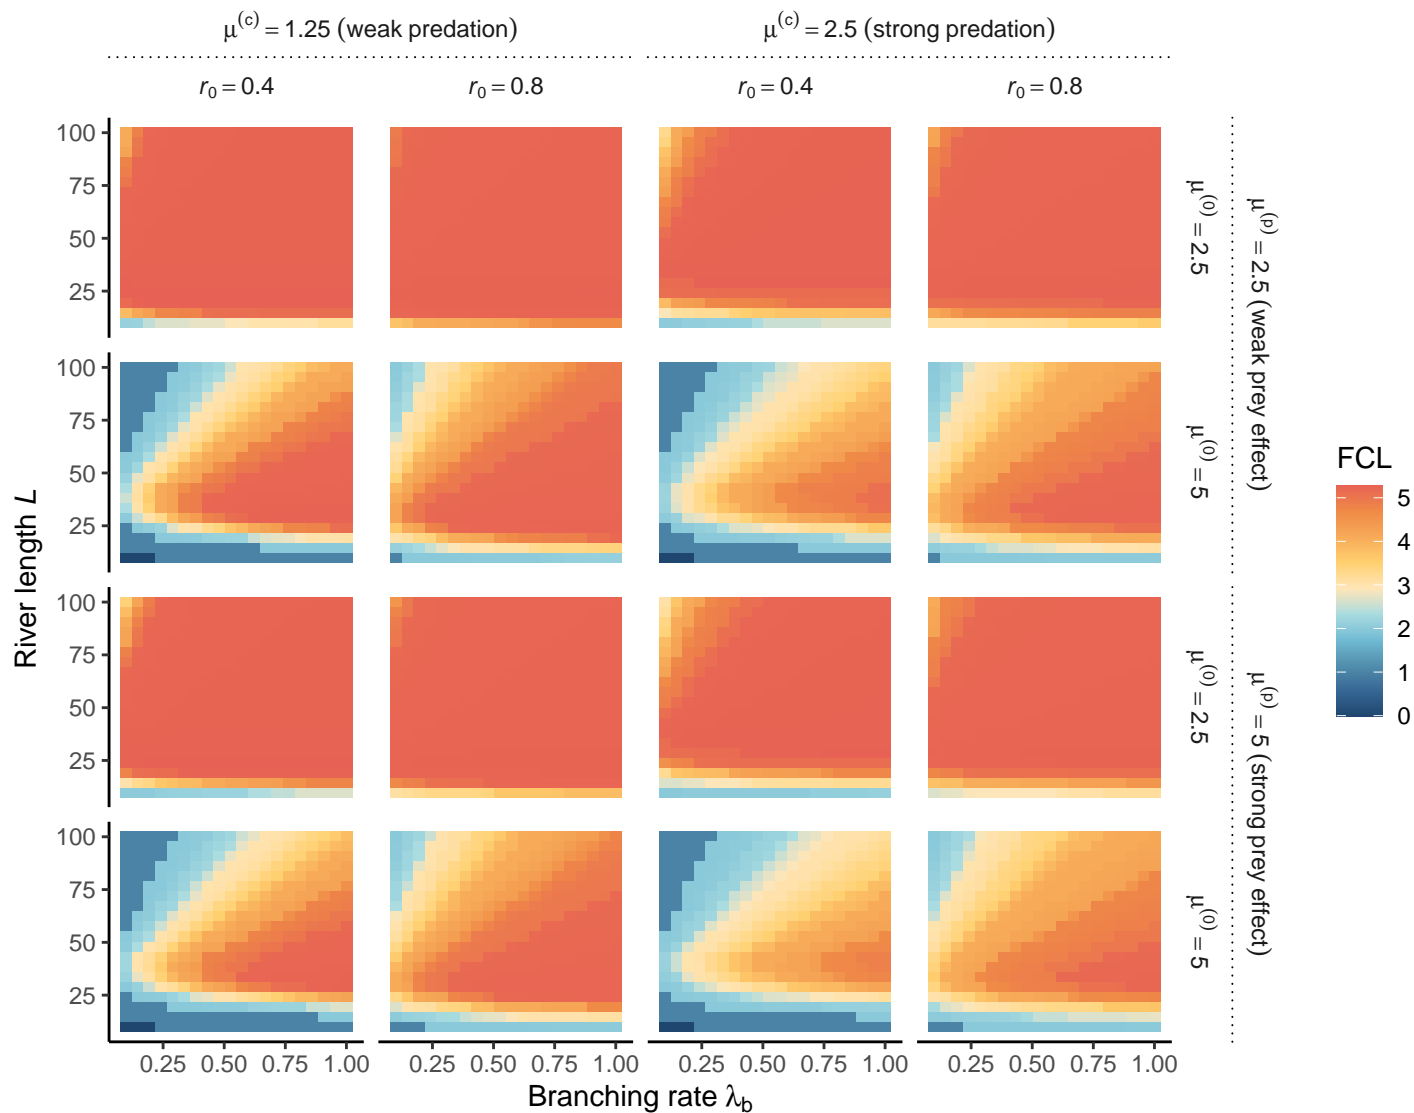 μ(c) = 1.25 (weak predation) μ(c) = 2.5 (strong predation)
r0 = 0.4 r0 = 0.8 r0 = 0.4 r0 = 0.8
100
75
50
25
μ(0) = 2.5
100
75
50
25
μ(0) = 5
μ(p) = 2.5 (weak prey effect)
100
75
50
25
μ(0) = 2.5
100
75
50
25
μ(0) = 5
μ(p) = 5 (strong prey effect)
River length L
0.25 0.50 0.75 1.00 0.25 0.50 0.75 1.00 0.25 0.50 0.75 1.00 0.25 0.50 0.75 1.00
Branching rate λb
FCL
5
4
3
2
1
0